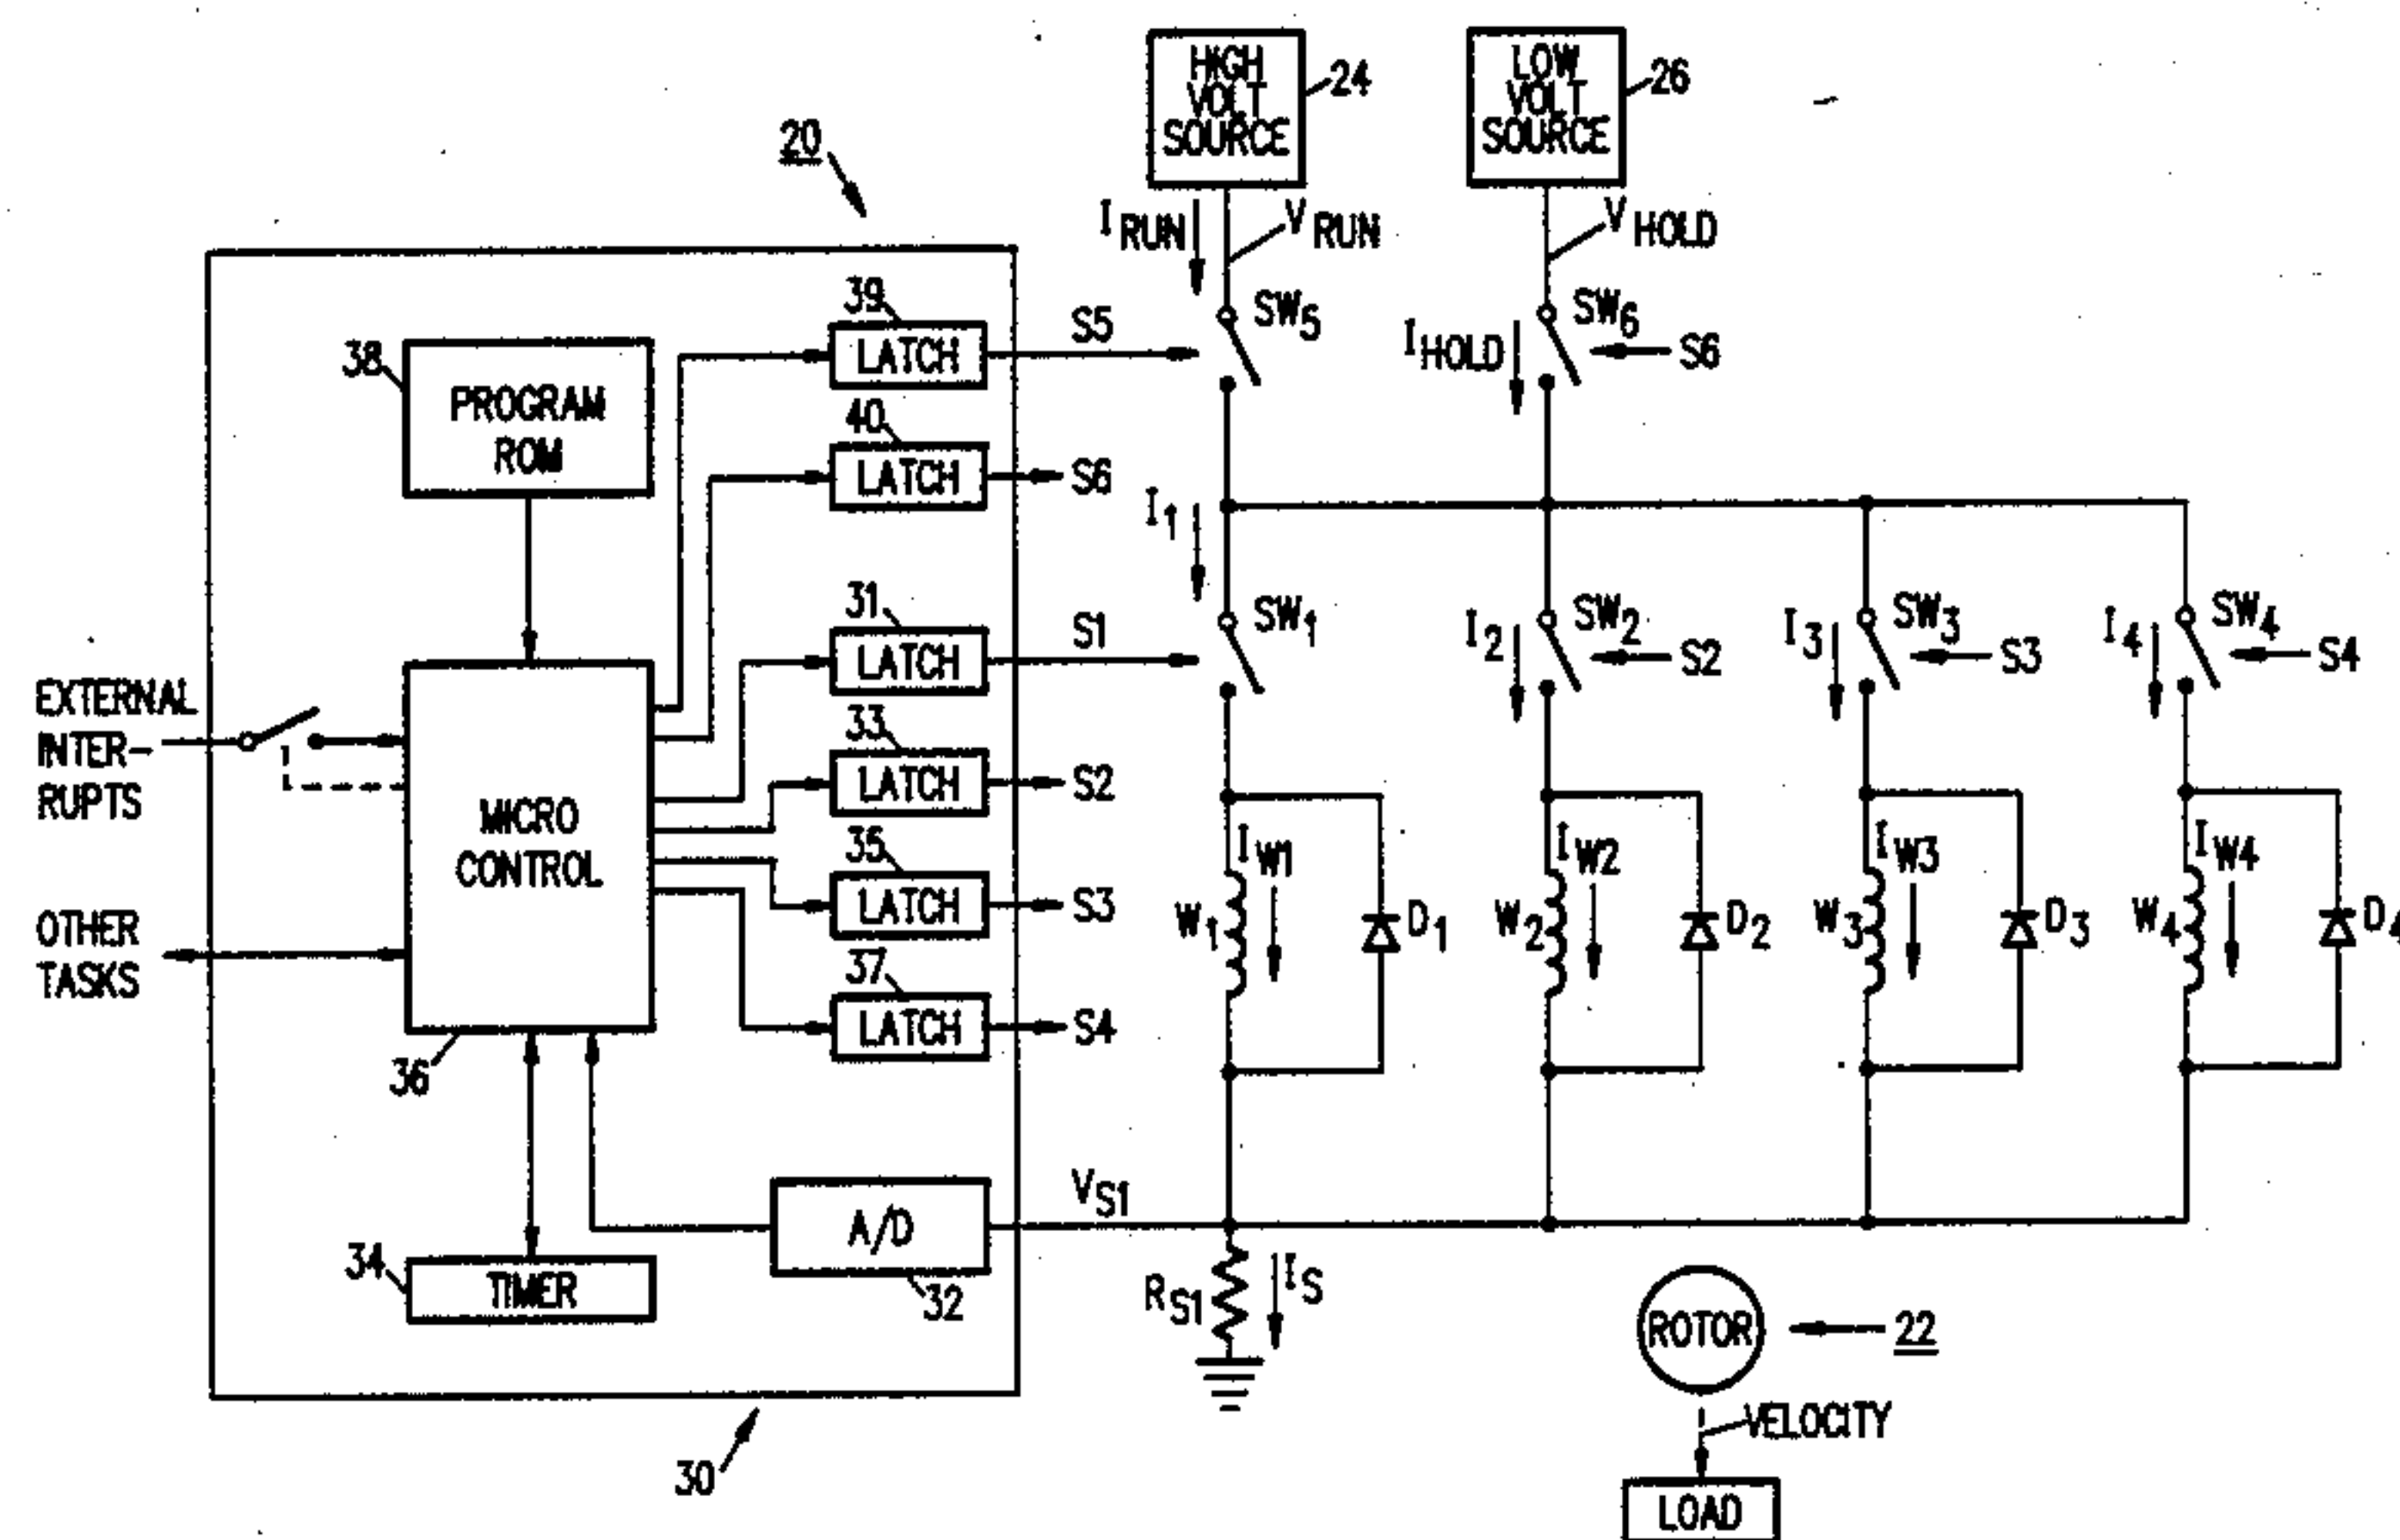 20
HIGH
VOLT
SOURCE
24
LOW
VOLT
SOURCE
26
I RUN
V RUN
V HOLD
SW5
I HOLD
SW6
S6
38
PROGRAM
ROM
39
LATCH
S5
40
LATCH
S6
I1
31
LATCH
S1
SW1
I2
SW2
S2
I3
SW3
S3
I4
SW4
S4
EXTERNAL
INTER-
RUPTS
MICRO
CONTROL
36
OTHER
TASKS
33
LATCH
S2
35
LATCH
S3
37
LATCH
S4
IW1
W1
D1
IW2
W2
D2
IW3
W3
D3
IW4
W4
D4
34
TIMER
A/D
32
VS1
RS1
IS
ROTOR
22
VELOCITY
LOAD
30